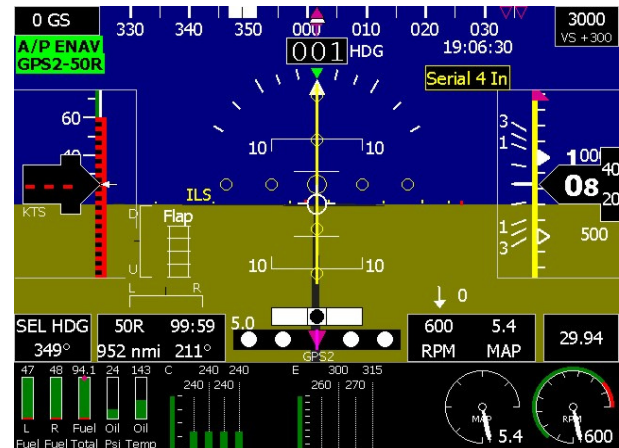 0 GS
330 340 350 000 010 020 030
3000
VS +300
A/P ENAV
GPS2-50R
001 HDG
19:06:30
Serial 4 In
60
40
KTS
10 10
ILS
10 10
3
1
1
3
1000
08
40
20
500
Flap
D
U
L R
0
SEL HDG
349°
50R 99:59
952 nmi 211°
5.0
GPS2
600 5.4
RPM MAP
29.94
47 48 94.1 24 143
L R Fuel Oil Oil
Fuel Fuel Total Psi Temp
C 240 240
240 240
E 300 315
260 270
MAP
5.4
RPM
600